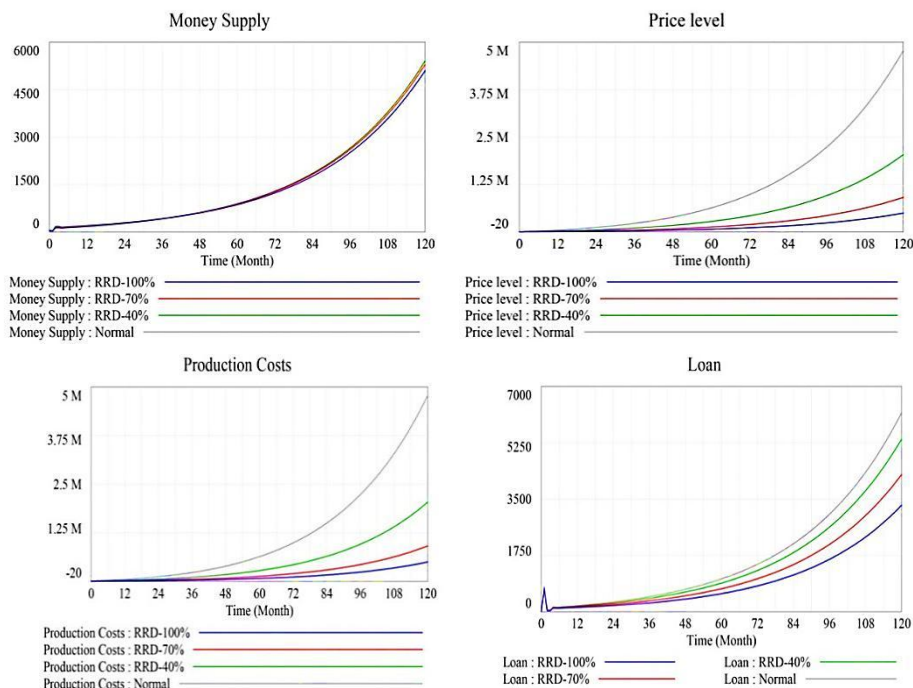 Money Supply
6000
4500
3000
1500
0
0 12 24 36 48 60 72 84 96 108 120
Time (Month)
Money Supply : RRD-100%
Money Supply : RRD-70%
Money Supply : RRD-40%
Money Supply : Normal
Price level
5 M
3.75 M
2.5 M
1.25 M
-20
0 12 24 36 48 60 72 84 96 108 120
Time (Month)
Price level : RRD-100%
Price level : RRD-70%
Price level : RRD-40%
Price level : Normal
Production Costs
5 M
3.75 M
2.5 M
1.25 M
-20
0 12 24 36 48 60 72 84 96 108 120
Time (Month)
Production Costs : RRD-100%
Production Costs : RRD-70%
Production Costs : RRD-40%
Production Costs : Normal
Loan
7000
5250
3500
1750
0
0 12 24 36 48 60 72 84 96 108 120
Time (Month)
Loan : RRD-100% Loan : RRD-40%
Loan : RRD-70% Loan : Normal